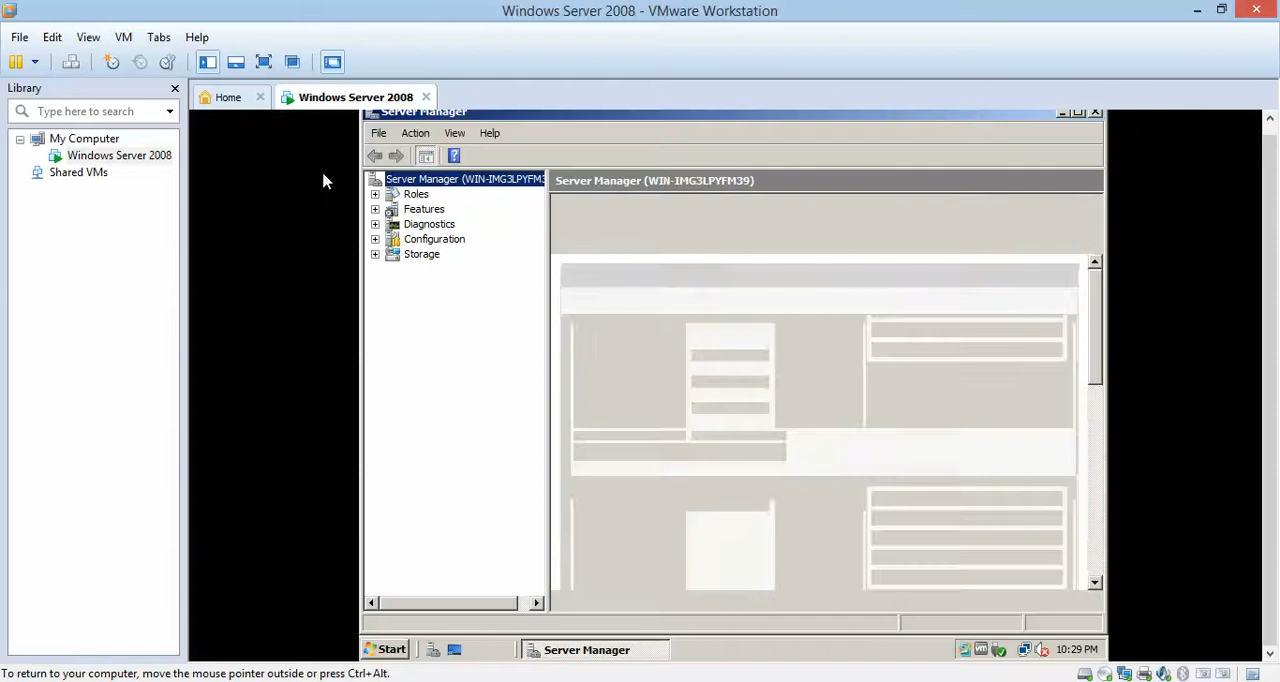 Windows Server 2008 - VMware Workstation
File Edit View VM Tabs Help
Library
Home
Windows Server 2008
Type here to search
My Computer
Windows Server 2008
Shared VMs
Server Manager
File Action View Help
Server Manager (WIN-IMG3LPYFM3
Roles
Features
Diagnostics
Configuration
Storage
Server Manager (WIN-IMG3LPYFM39)
Start
Server Manager
10:29 PM
To return to your computer, move the mouse pointer outside or press Ctrl+Alt.